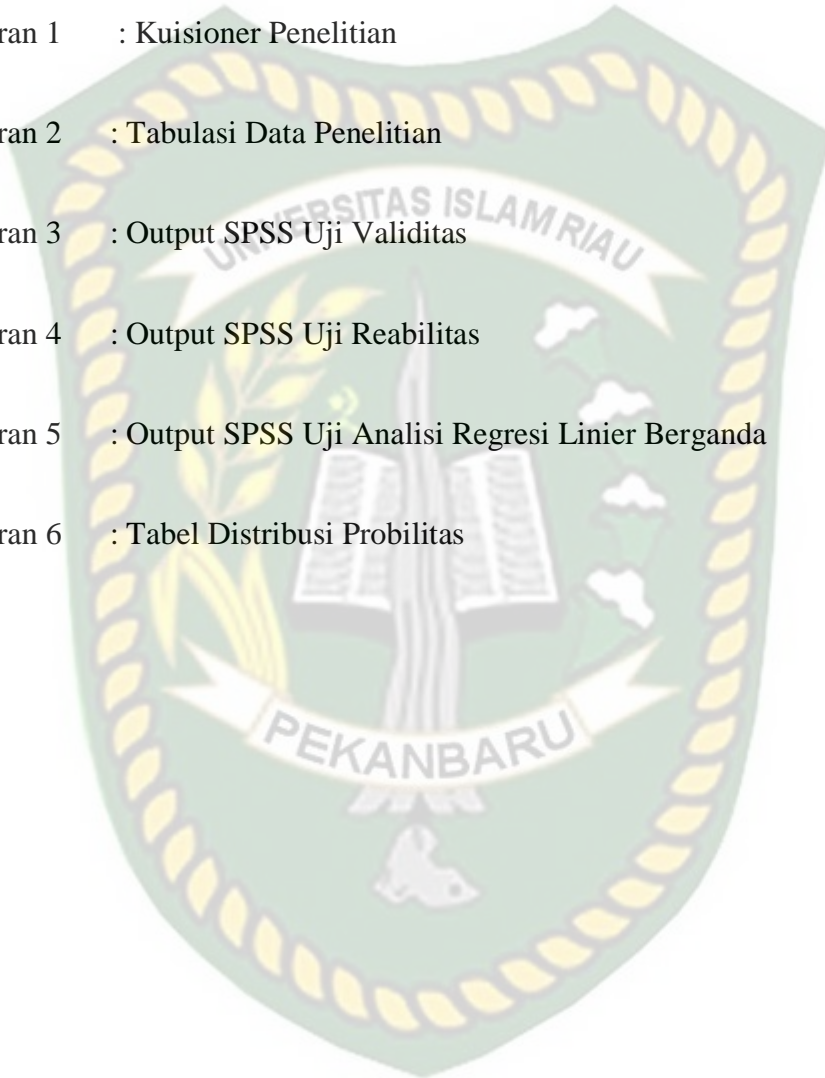 ran 1 : Kuisioner Penelitian
ran 2 : Tabulasi Data Penelitian
UNIVERSITAS ISLAM RIAU
ran 3 : Output SPSS Uji Validitas
ran 4 : Output SPSS Uji Reabilitas
ran 5 : Output SPSS Uji Analisi Regresi Linier Berganda
ran 6 : Tabel Distribusi Probilitas
PEKANBARU